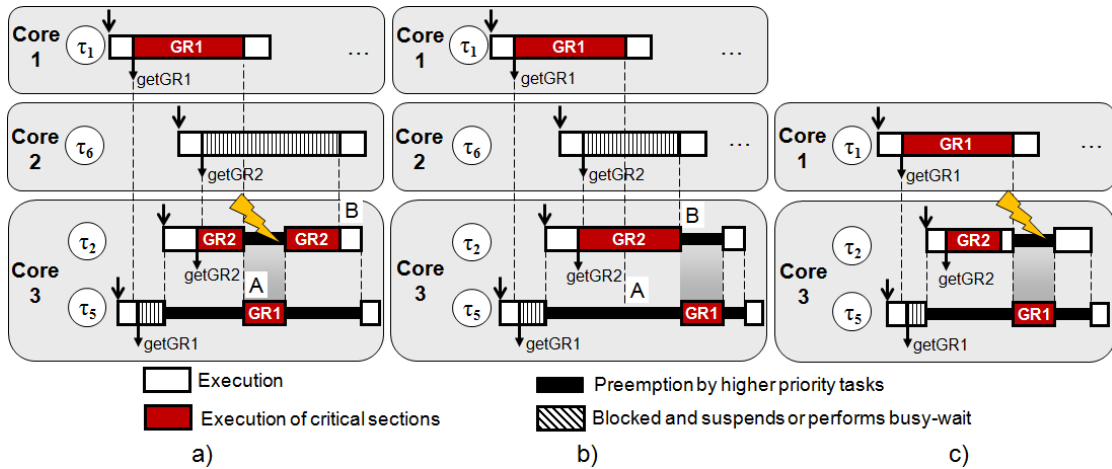 Core 1 τ1 GR1 ...
getGR1
Core 2 τ6 ...
getGR2
Core 3 τ2 GR2 GR2 B
getGR2
τ5 A GR1
getGR1
Core 1 τ1 GR1 ...
getGR1
Core 2 τ6 ...
getGR2
Core 3 τ2 GR2 B
getGR2
τ5 A GR1
getGR1
Core 1 τ1 GR1 ...
getGR1
Core 3 τ2 GR2
getGR2
τ5 GR1
getGR1
Execution
Execution of critical sections
Preemption by higher priority tasks
Blocked and suspends or performs busy-wait
a)
b)
c)